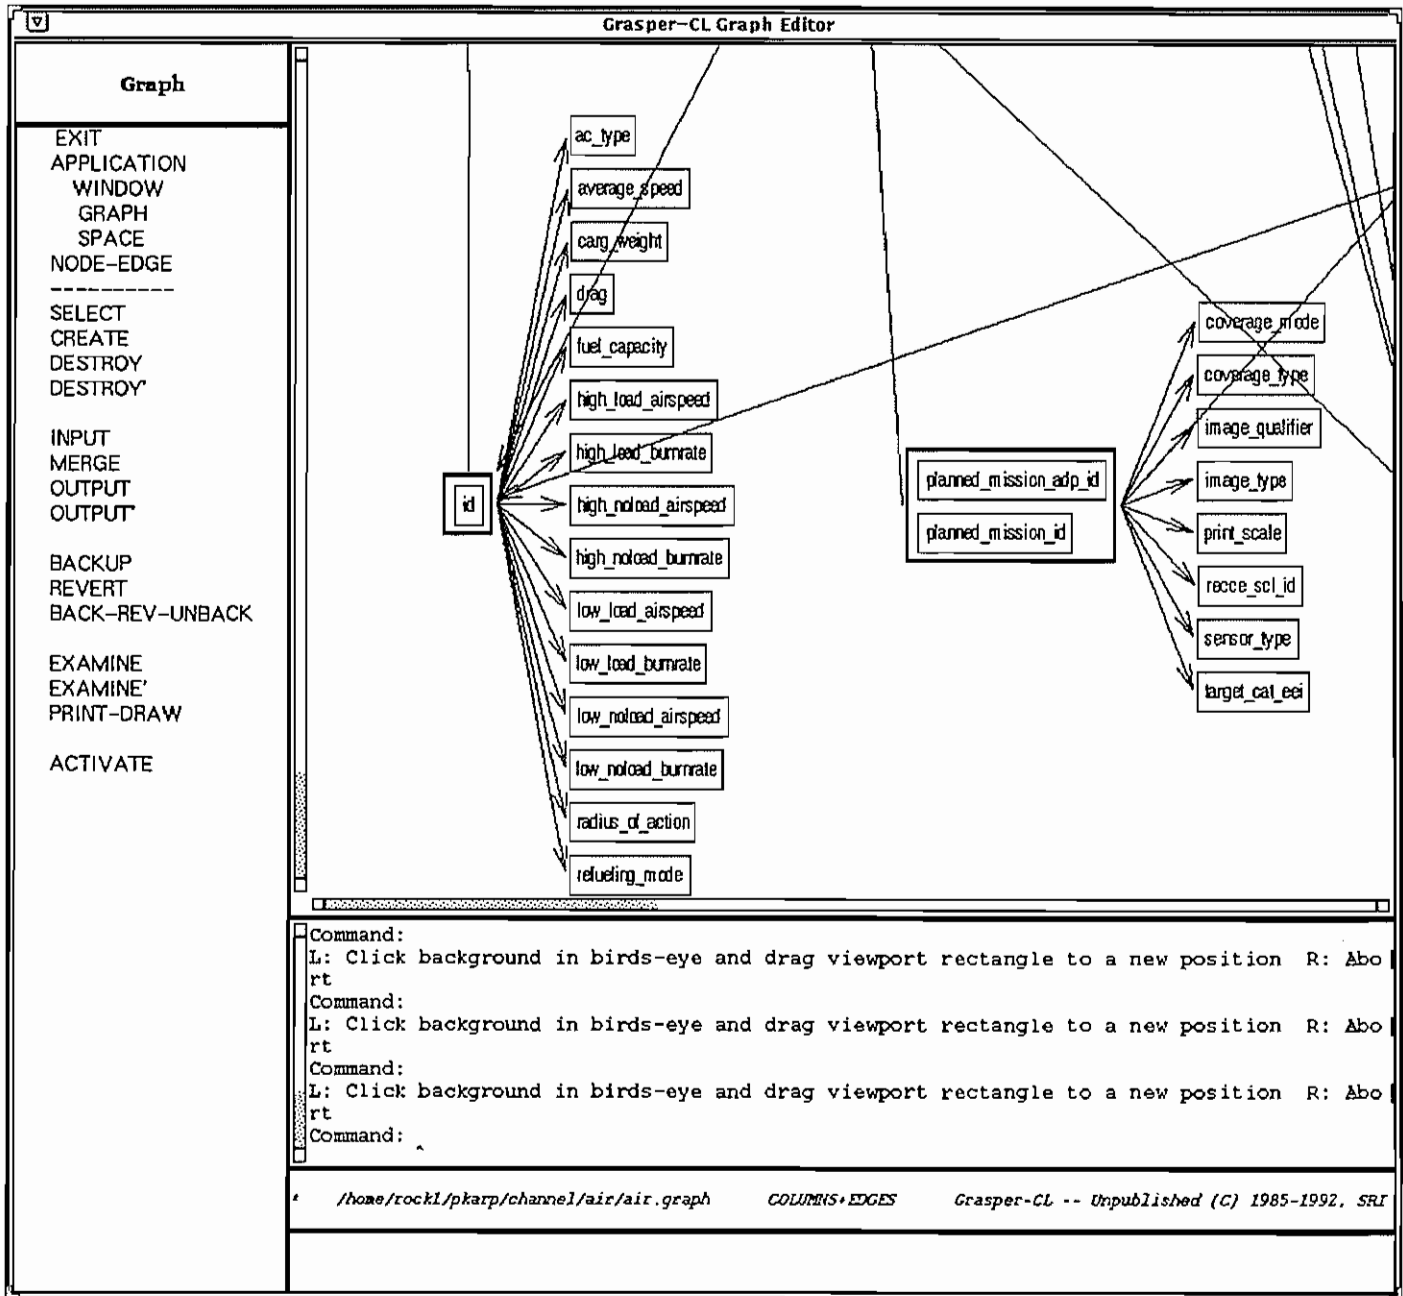 Grasper-CL Graph Editor
Graph
EXIT
APPLICATION
WINDOW
GRAPH
SPACE
NODE-EDGE
-----------
SELECT
CREATE
DESTROY
DESTROY'
INPUT
MERGE
OUTPUT
OUTPUT'
BACKUP
REVERT
BACK-REV-UNBACK
EXAMINE
EXAMINE'
PRINT-DRAW
ACTIVATE
ac_type
average_speed
carg_weight
drag
fuel_capacity
high_load_airspeed
high_load_burnrate
id
high_noload_airspeed
high_noload_burnrate
low_load_airspeed
low_load_burnrate
low_noload_airspeed
low_noload_burnrate
radius_of_action
refueling_mode
planned_mission_adp_id
planned_mission_id
coverage_mode
coverage_type
image_qualifier
image_type
print_scale
recce_scl_id
sensor_type
target_cat_eei
Command:
L: Click background in birds-eye and drag viewport rectangle to a new position  R: Abo
rt
Command:
L: Click background in birds-eye and drag viewport rectangle to a new position  R: Abo
rt
Command:
L: Click background in birds-eye and drag viewport rectangle to a new position  R: Abo
rt
Command:
/home/rock1/pkarp/channel/air/air.graph COLUMNS+EDGES Grasper-CL -- Unpublished (C) 1985-1992, SRI